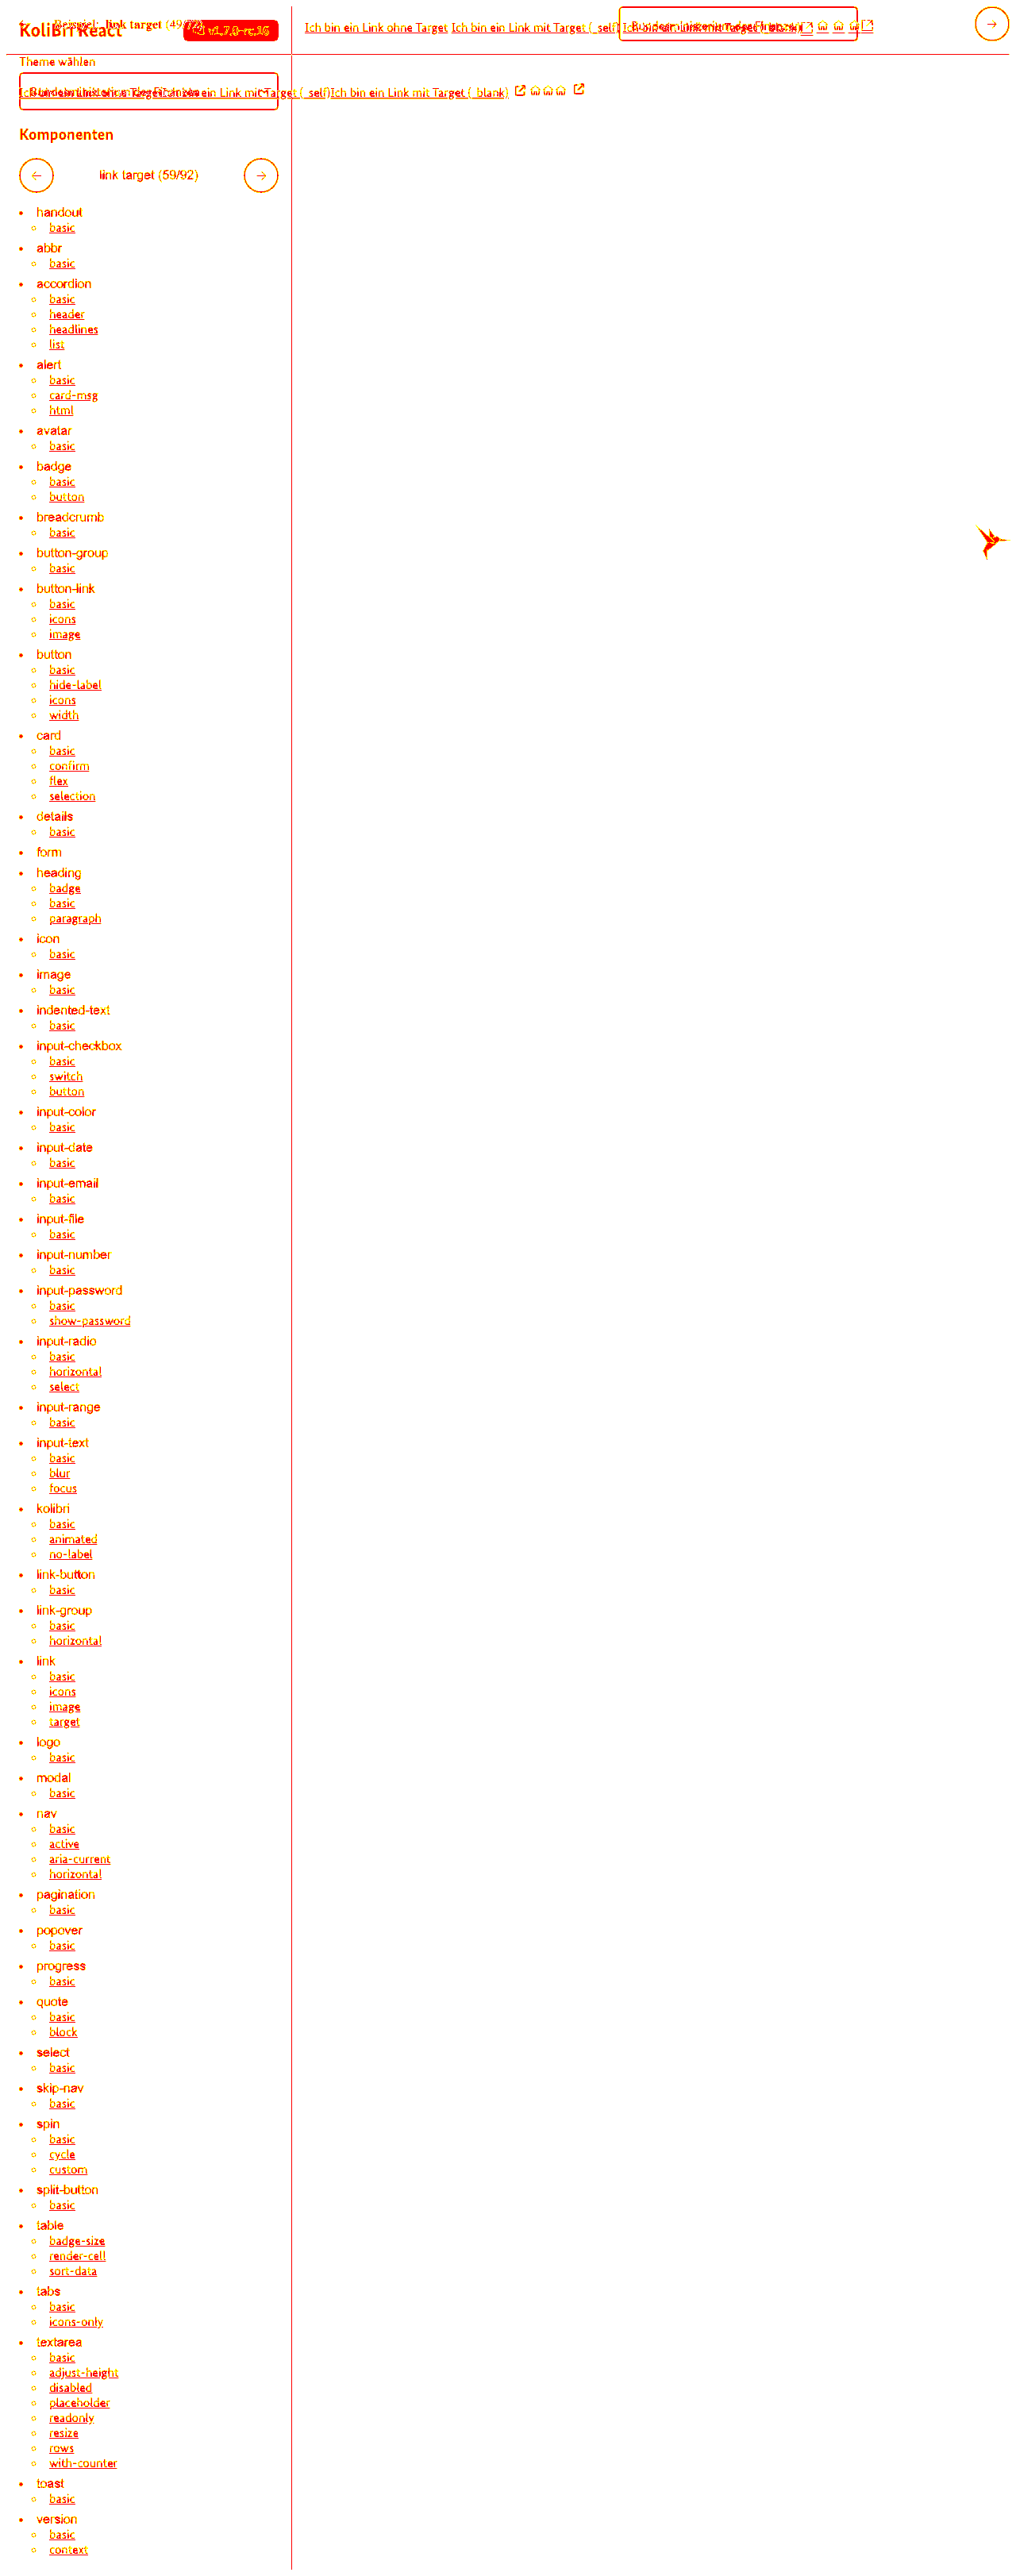 KoliBri React v1.7.0-rc.16
Beispiel: link target (49/72)
Ich bin ein Link ohne Target Ich bin ein Link mit Target (_self) Ich bin ein Link mit Target (_blank)
Theme wählen
Ich bin ein Link ohne Target Ich bin ein Link mit Target (_self) Ich bin ein Link mit Target (_blank)
Komponenten
link target (59/92)
handout
basic
abbr
basic
accordion
basic
header
headlines
list
alert
basic
card-msg
html
avatar
basic
badge
basic
button
breadcrumb
basic
button-group
basic
button-link
basic
icons
image
button
basic
hide-label
icons
width
card
basic
confirm
flex
selection
details
basic
form
heading
badge
basic
paragraph
icon
basic
image
basic
indented-text
basic
input-checkbox
basic
switch
button
input-color
basic
input-date
basic
input-email
basic
input-file
basic
input-number
basic
input-password
basic
show-password
input-radio
basic
horizontal
select
input-range
basic
input-text
basic
blur
focus
kolibri
basic
animated
no-label
link-button
basic
link-group
basic
horizontal
link
basic
icons
image
target
logo
basic
modal
basic
nav
basic
active
aria-current
horizontal
pagination
basic
popover
basic
progress
basic
quote
basic
block
select
basic
skip-nav
basic
spin
basic
cycle
custom
split-button
basic
table
badge-size
render-cell
sort-data
tabs
basic
icons-only
textarea
basic
adjust-height
disabled
placeholder
readonly
resize
rows
with-counter
toast
basic
version
basic
context